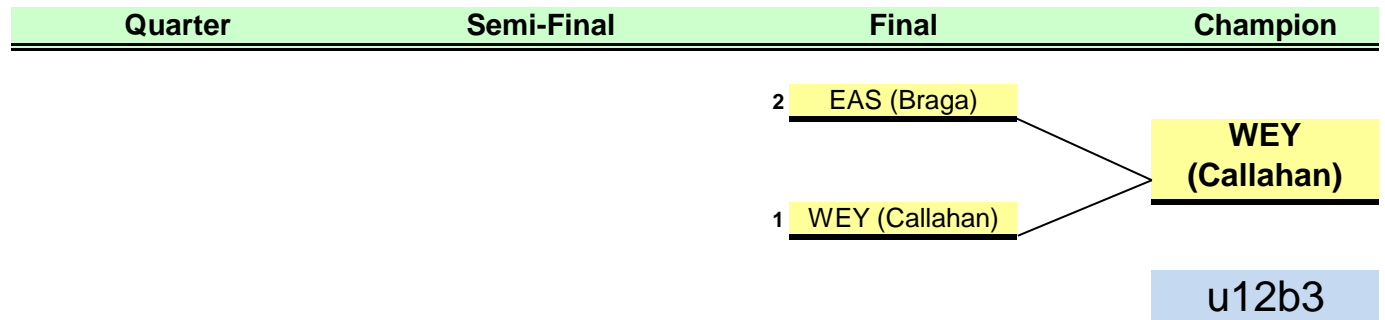 Quarter Semi-Final Final Champion
2 EAS (Braga)
WEY
(Callahan)
1 WEY (Callahan)
u12b3